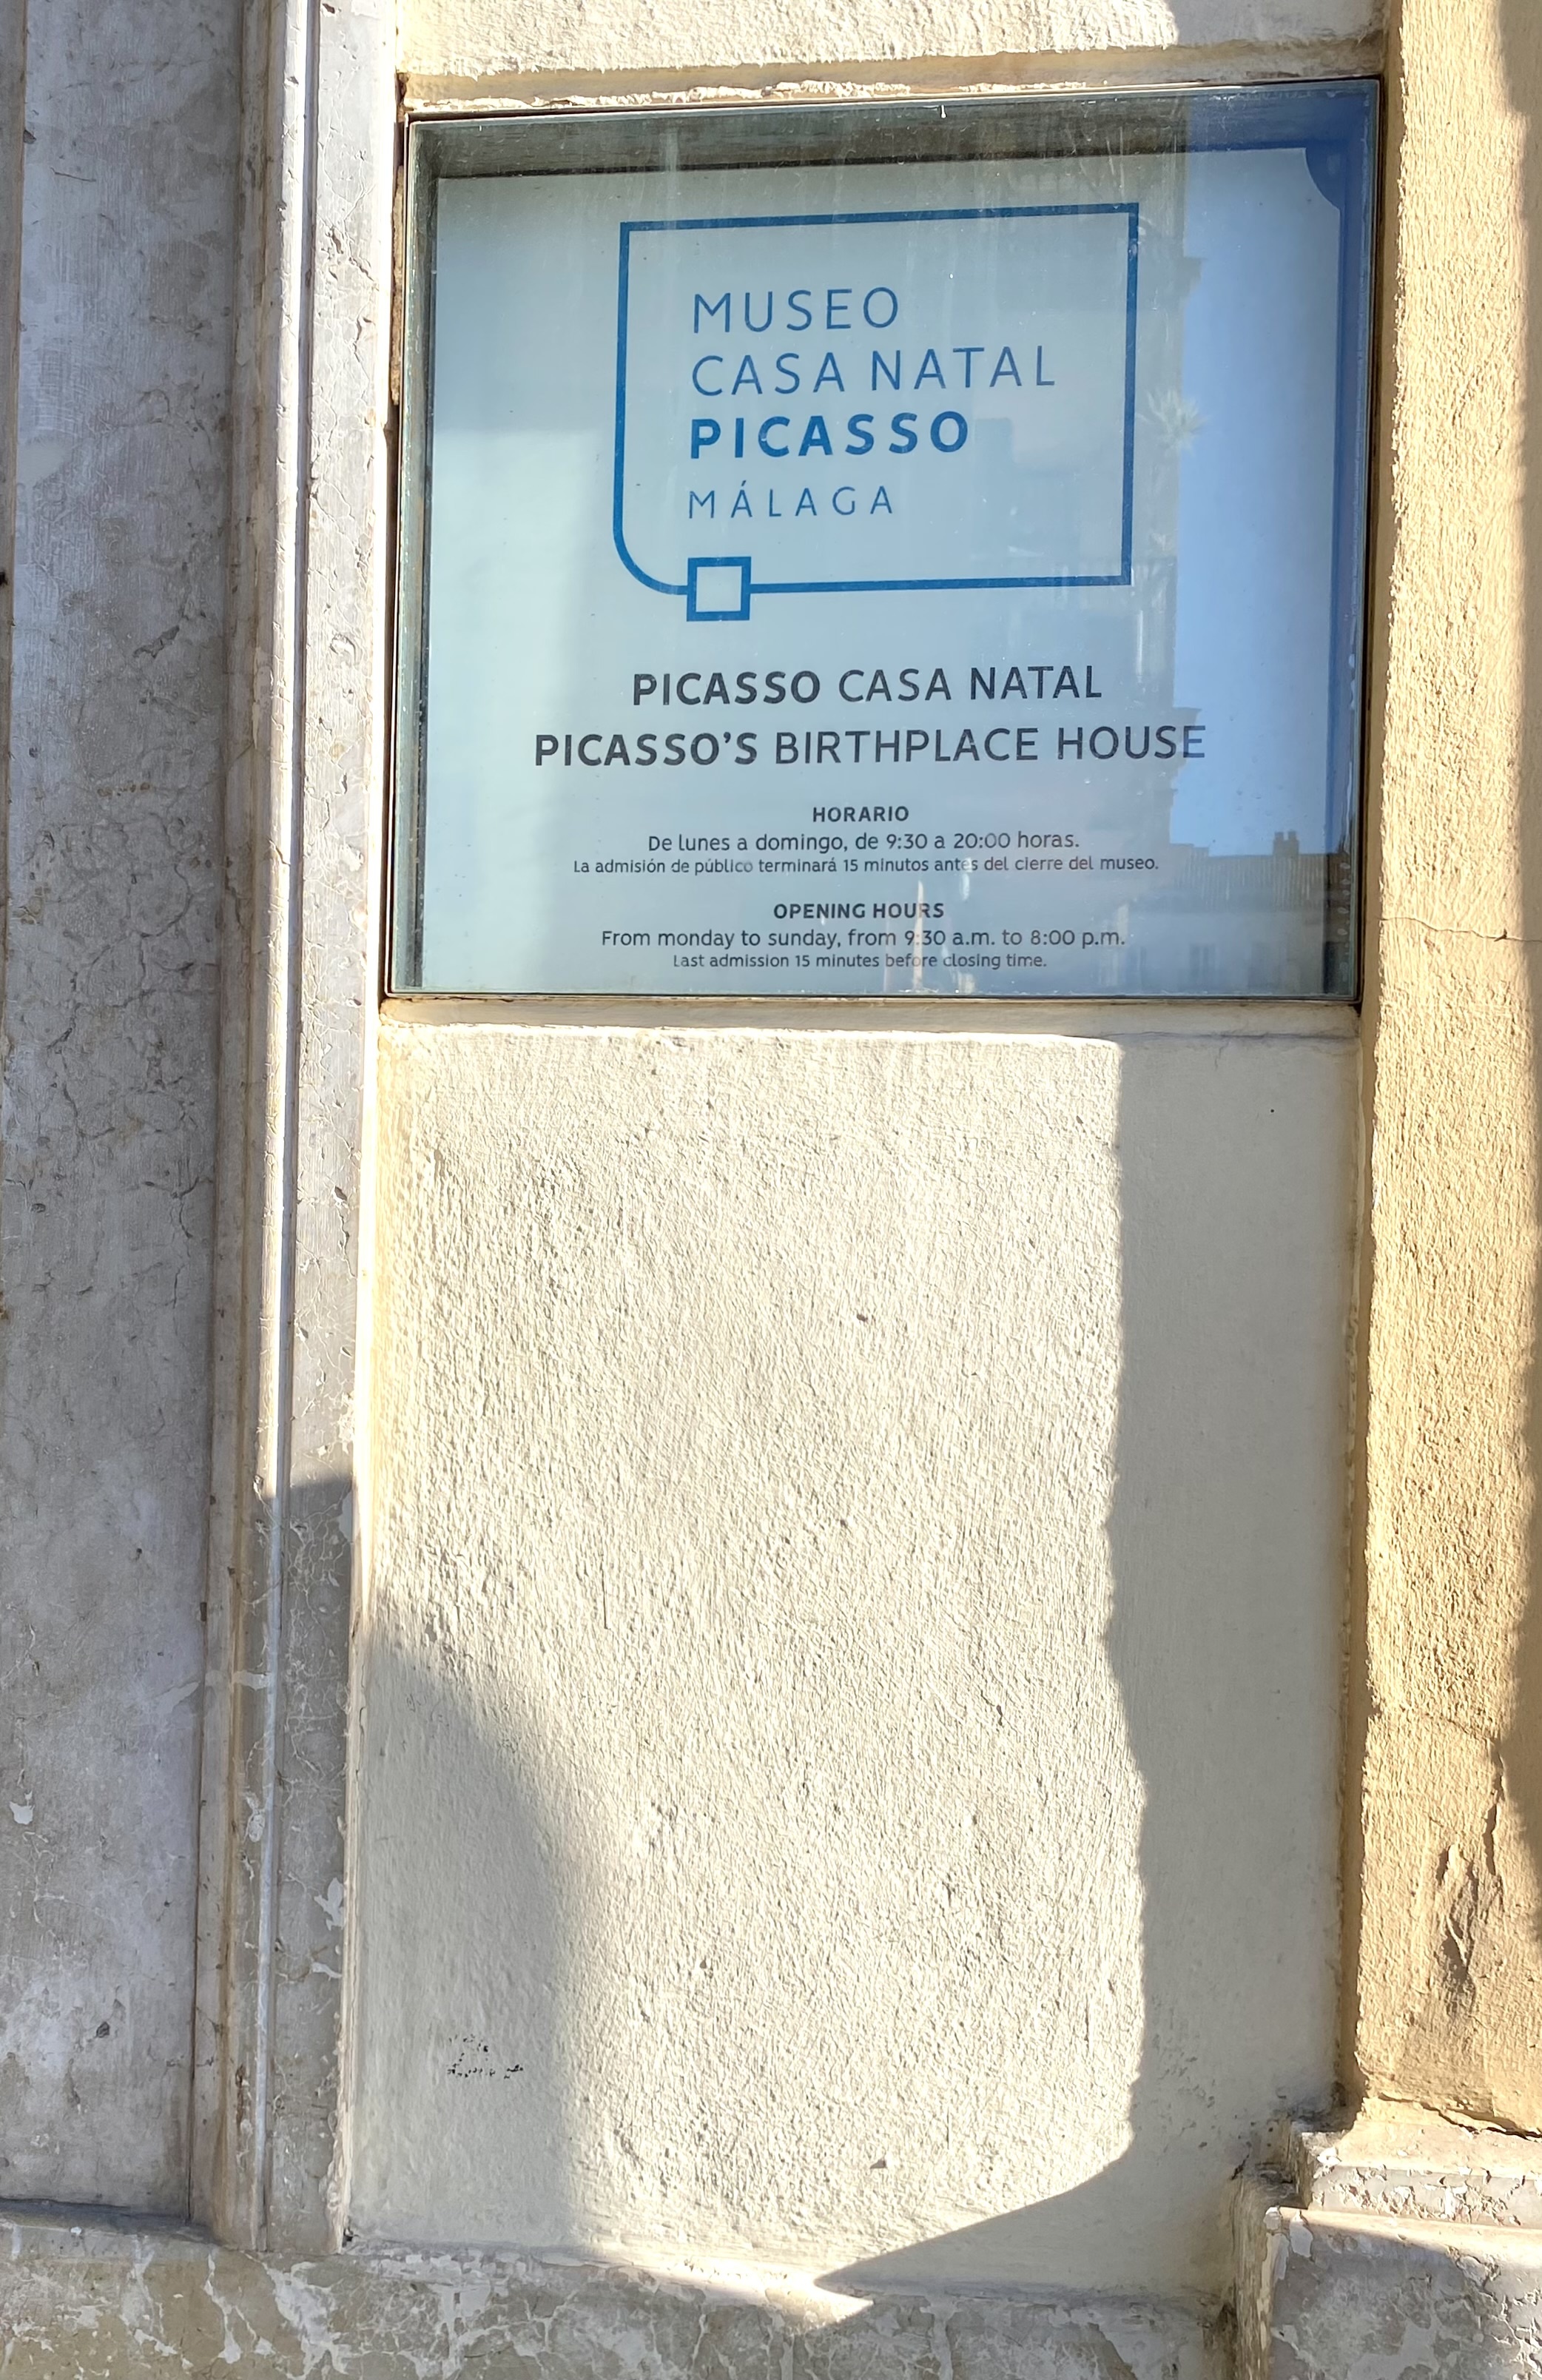 MUSEO
CASA NATAL
PICASSO
MÁLAGA
PICASSO CASA NATAL
PICASSO'S BIRTHPLACE HOUSE
HORARIO
De lunes a domingo, de 9:30 a 20:00 horas.
La admisión de público terminará 15 minutos antes del cierre del museo.
OPENING HOURS
From monday to sunday, from 9:30 a.m. to 8:00 p.m.
Last admission 15 minutes before closing time.